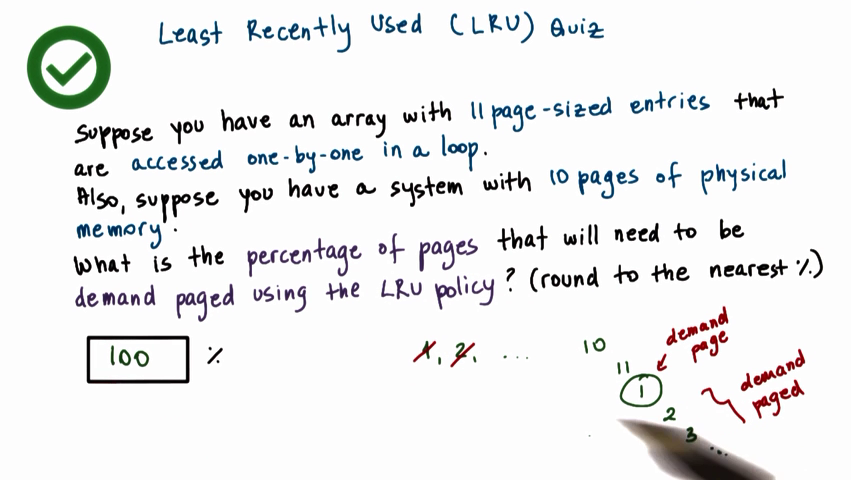 Least Recently Used (LRU) Quiz
Suppose you have an array with 11 page-sized entries that
are accessed one-by-one in a loop.
Also, suppose you have a system with 10 pages of physical
memory.
What is the percentage of pages that will need to be
demand paged using the LRU policy? (round to the nearest %)
100 %
1, 2, ... 10
11
1
2
3 ...
demand
page
demand
paged